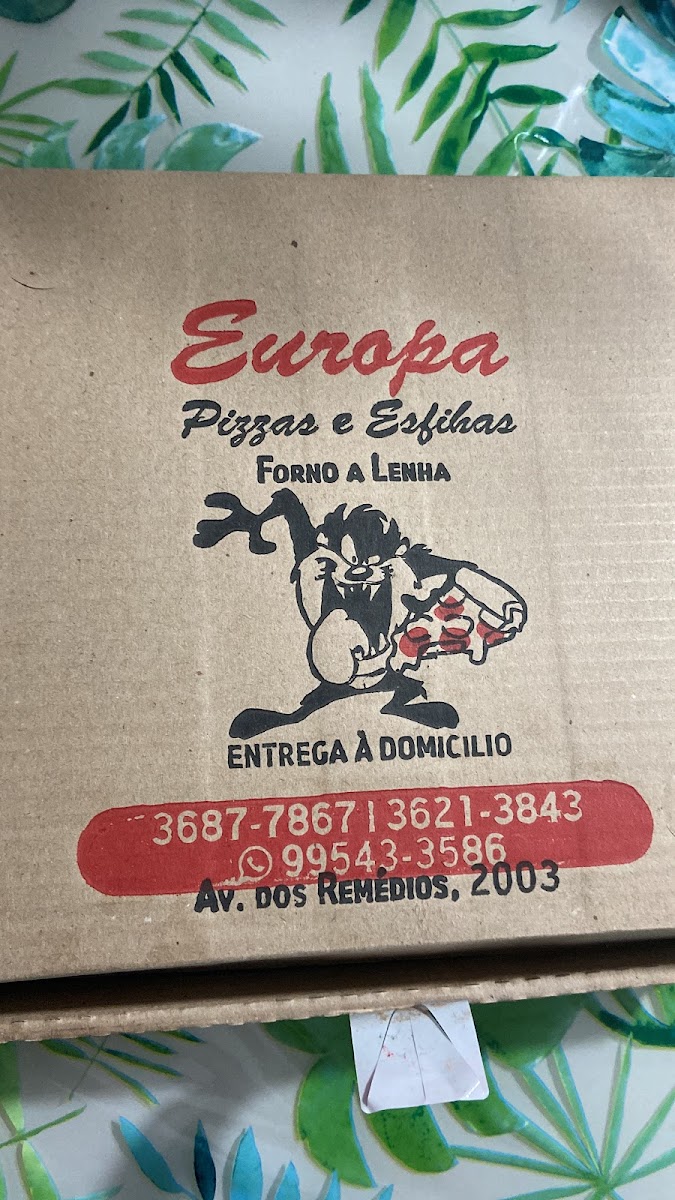 Europa
Pizzas e Esfihas
FORNO A LENHA
ENTREGA À DOMICILIO
3687-7867 | 3621-3843
99543-3586
AV. DOS REMÉDIOS, 2003